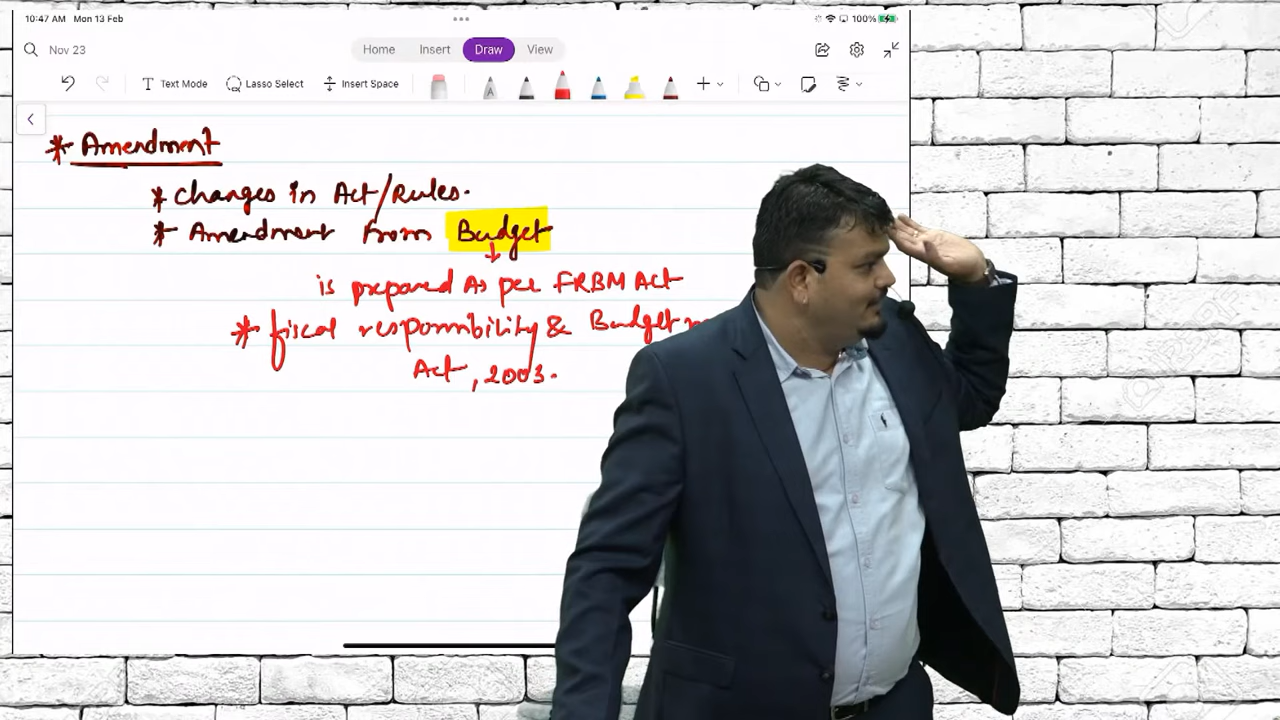 10:47 AM Mon 13 Feb
100%
Nov 23
Home Insert Draw View
Text Mode Lasso Select Insert Space
* Amendment
* Changes in Act/Rules.
* Amendment from Budget
is prepared As per FRBM Act
* fiscal responsibility & Budget
Act, 2003.